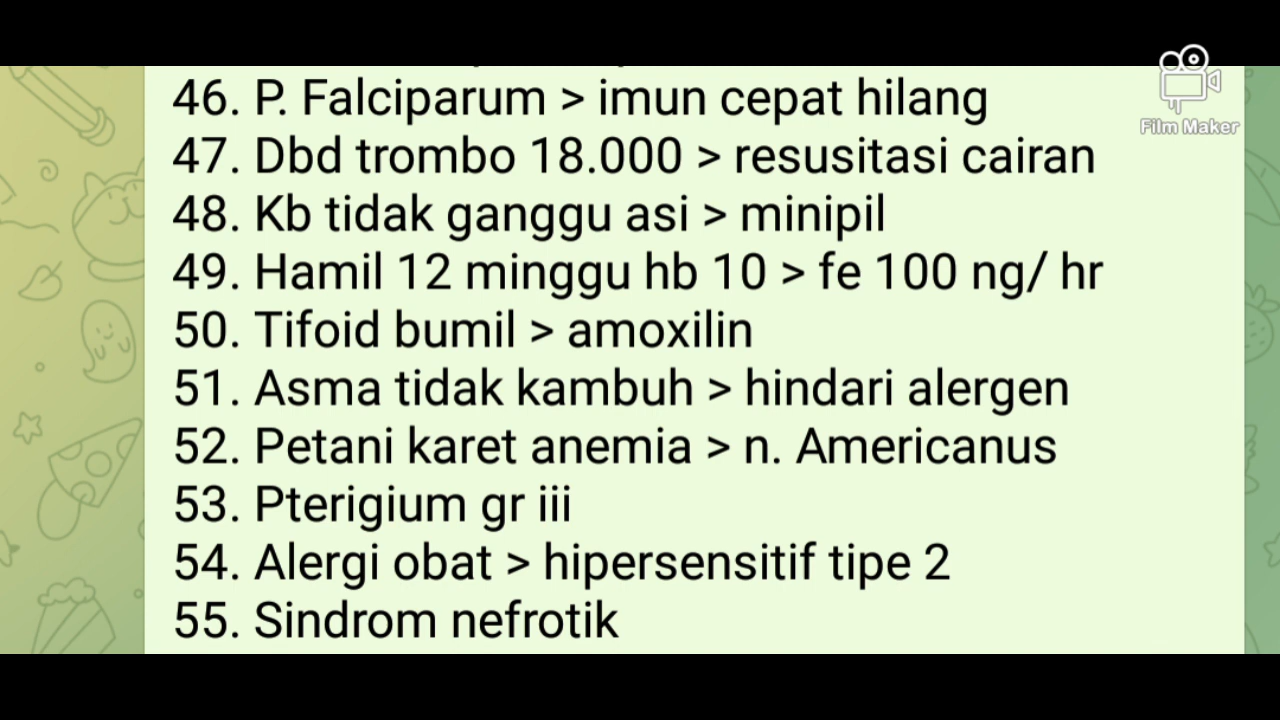 Film Maker
46. P. Falciparum > imun cepat hilang
47. Dbd trombo 18.000 > resusitasi cairan
48. Kb tidak ganggu asi > minipil
49. Hamil 12 minggu hb 10 > fe 100 ng/ hr
50. Tifoid bumil > amoxilin
51. Asma tidak kambuh > hindari alergen
52. Petani karet anemia > n. Americanus
53. Pterigium gr iii
54. Alergi obat > hipersensitif tipe 2
55. Sindrom nefrotik